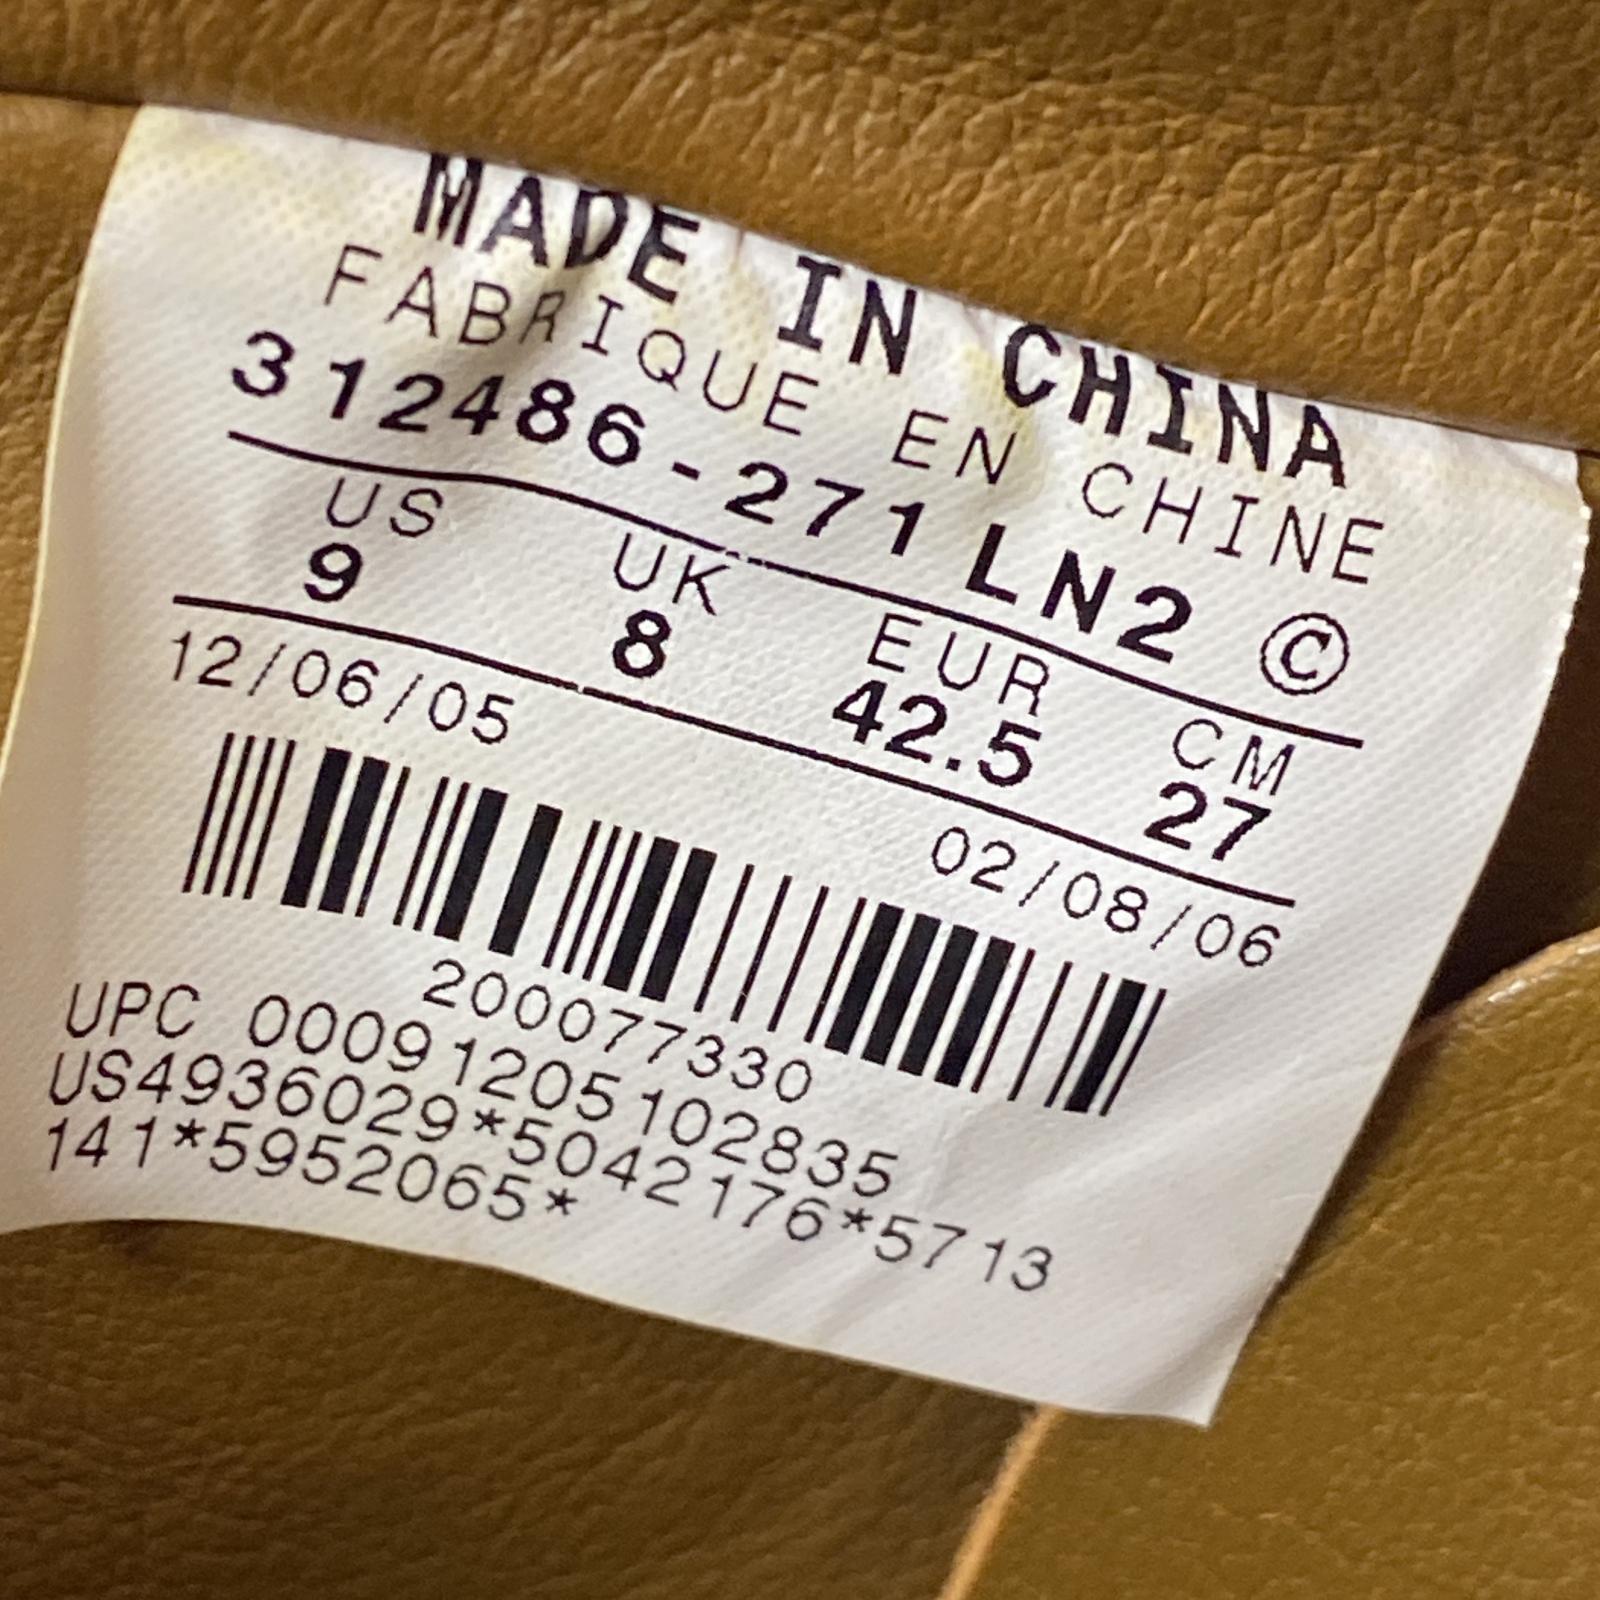 MADE IN CHINA
FABRIQUE EN CHINE
312486-271 LN2 ©
US UK EUR CM
9 8 42.5 27
12/06/05 02/08/06
200077330
UPC 00091205102835
US4936029*5042176*5713
141*5952065*